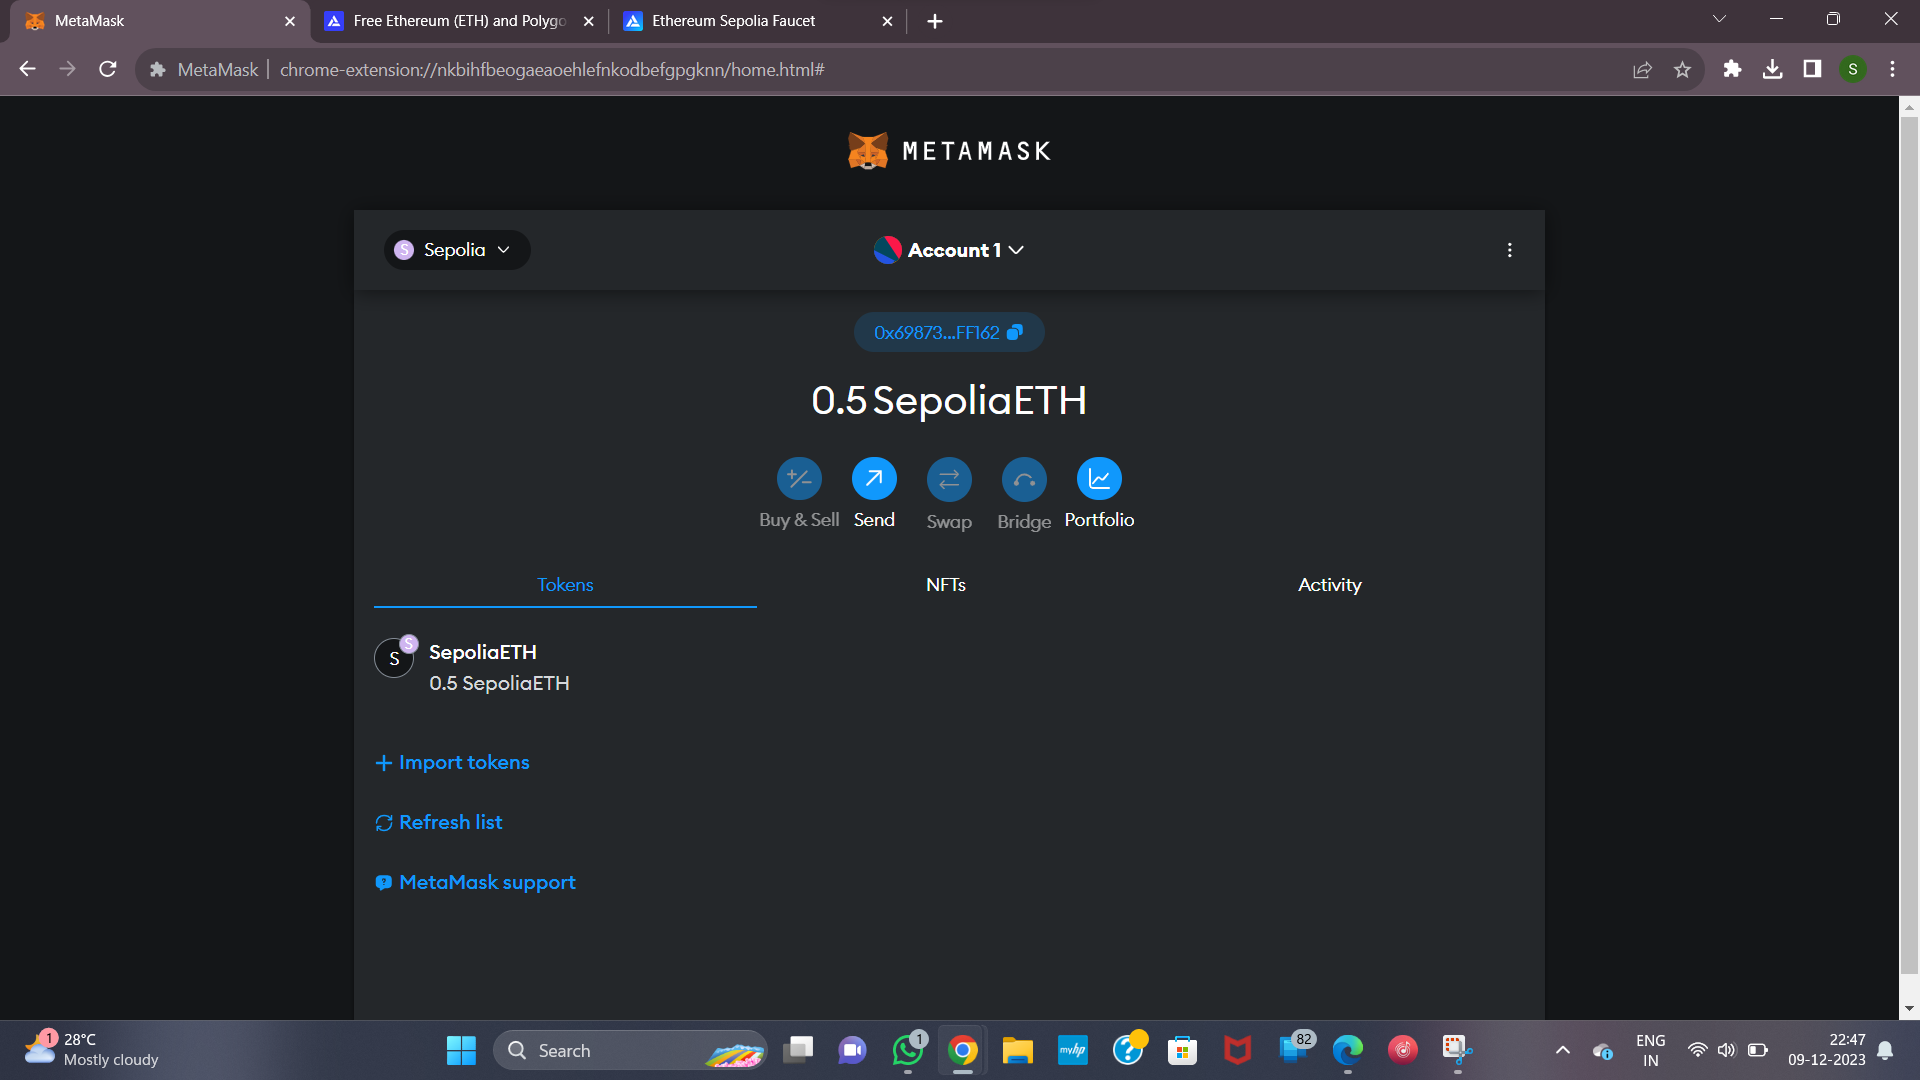 MetaMask
Free Ethereum (ETH) and Polygo
Ethereum Sepolia Faucet
MetaMask
chrome-extension://nkbihfbeogaeaoehlefnkodbefgpgknn/home.html#
S
METAMASK
S
Sepolia
Account 1
0x69873...FF162
0.5 SepoliaETH
Buy & Sell
Send
Swap
Bridge
Portfolio
Tokens
NFTs
Activity
S
S
SepoliaETH
0.5 SepoliaETH
+ Import tokens
Refresh list
MetaMask support
1
28°C
Mostly cloudy
Search
1
myhp
82
ENG
IN
22:47
09-12-2023